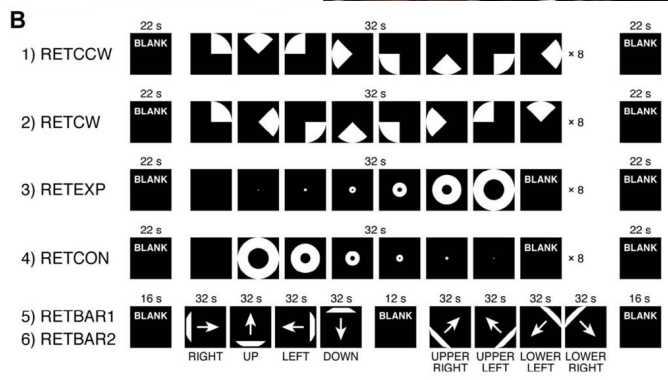 B
22 s 32 s 22 s
1) RETCCW BLANK × 8 BLANK
22 s 32 s 22 s
2) RETCW BLANK × 8 BLANK
22 s 32 s 22 s
3) RETEXP BLANK BLANK × 8 BLANK
22 s 32 s 22 s
4) RETCON BLANK BLANK × 8 BLANK
16 s 32 s 32 s 32 s 32 s 12 s 32 s 32 s 32 s 32 s 16 s
5) RETBAR1 BLANK BLANK BLANK
6) RETBAR2
RIGHT UP LEFT DOWN UPPER RIGHT UPPER LEFT LOWER LEFT LOWER RIGHT